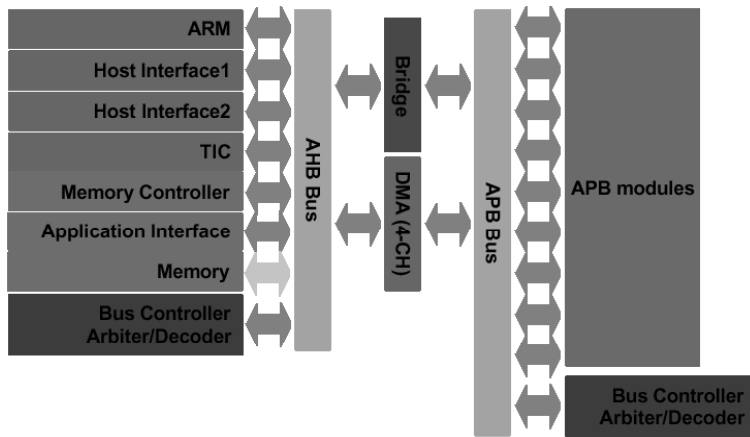 ARM
Host Interface1
Host Interface2
TIC
Memory Controller
Application Interface
Memory
Bus Controller
Arbiter/Decoder
AHB Bus
Bridge
DMA (4-CH)
APB Bus
APB modules
Bus Controller
Arbiter/Decoder